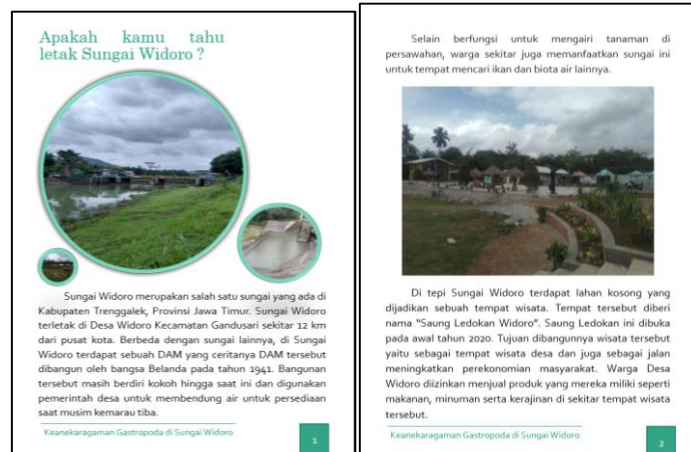 Apakah kamu tahu
letak Sungai Widoro ?
Sungai Widoro merupakan salah satu sungai yang ada di
Kabupaten Trenggalek, Provinsi Jawa Timur. Sungai Widoro
terletak di Desa Widoro Kecamatan Gandusari sekitar 12 km
dari pusat kota. Berbeda dengan sungai lainnya, di Sungai
Widoro terdapat sebuah DAM yang ceritanya DAM tersebut
dibangun oleh bangsa Belanda pada tahun 1941. Bangunan
tersebut masih berdiri kokoh hingga saat ini dan digunakan
pemerintah desa untuk membendung air untuk persediaan
saat musim kemarau tiba.
Keanekaragaman Gastropoda di Sungai Widoro
1
Selain berfungsi untuk mengairi tanaman di
persawahan, warga sekitar juga memanfaatkan sungai ini
untuk tempat mencari ikan dan biota air lainnya.
Di tepi Sungai Widoro terdapat lahan kosong yang
dijadikan sebuah tempat wisata. Tempat tersebut diberi
nama “Saung Ledokan Widoro”. Saung Ledokan ini dibuka
pada awal tahun 2020. Tujuan dibangunnya wisata tersebut
yaitu sebagai tempat wisata desa dan juga sebagai jalan
meningkatkan perekonomian masyarakat. Warga Desa
Widoro diizinkan menjual produk yang mereka miliki seperti
makanan, minuman serta kerajinan di sekitar tempat wisata
tersebut.
Keanekaragaman Gastropoda di Sungai Widoro
2